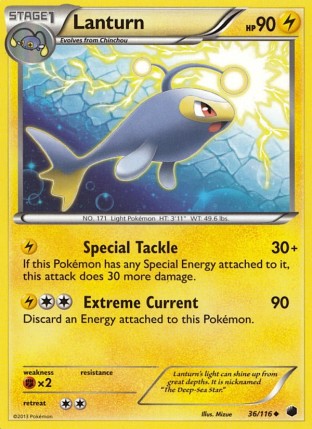 STAGE1
Lanturn
HP90
Evolves from Chinchou
NO. 171. Light Pokémon. HT: 3'11". WT: 49.6 lbs.
Special Tackle 30+
If this Pokémon has any Special Energy attached to it,
this attack does 30 more damage.
Extreme Current 90
Discard an Energy attached to this Pokémon.
weakness
resistance
×2
retreat
Lantern's light can shine up from
great depths. It is nicknamed
"The Deep-Sea Star."
©2013 Pokémon
Illus. Mizue
36/116